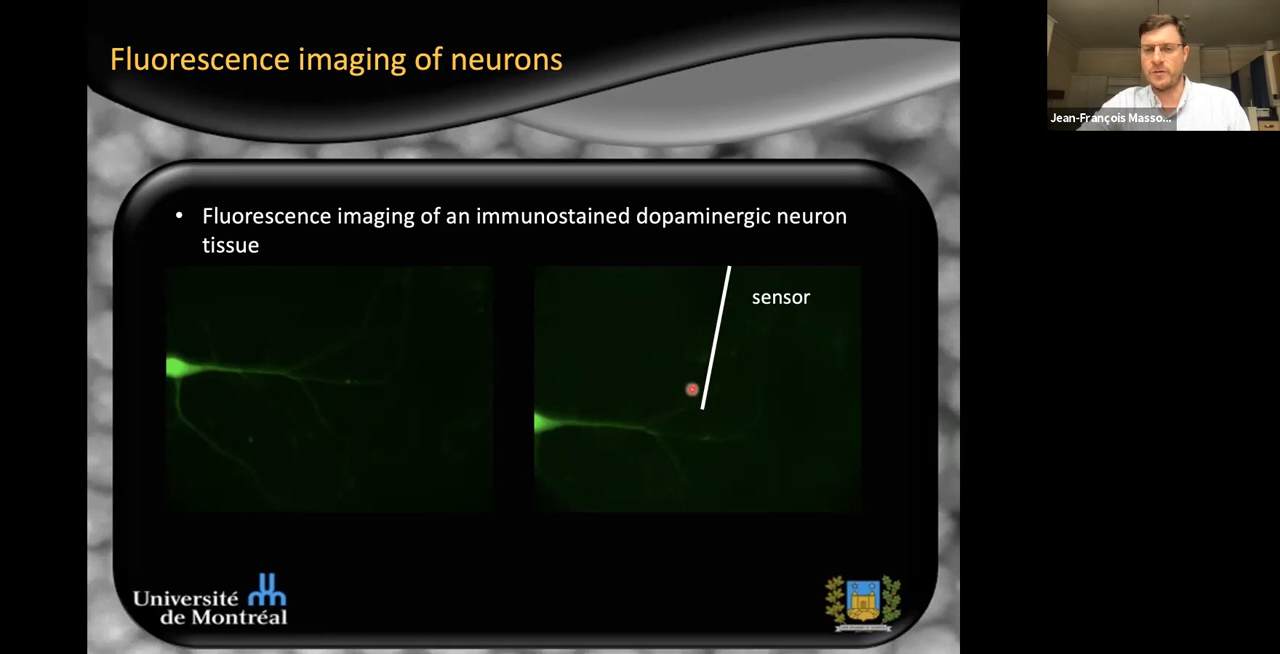 Fluorescence imaging of neurons
Jean-François Masso...
• Fluorescence imaging of an immunostained dopaminergic neuron
tissue
sensor
Université
de Montréal